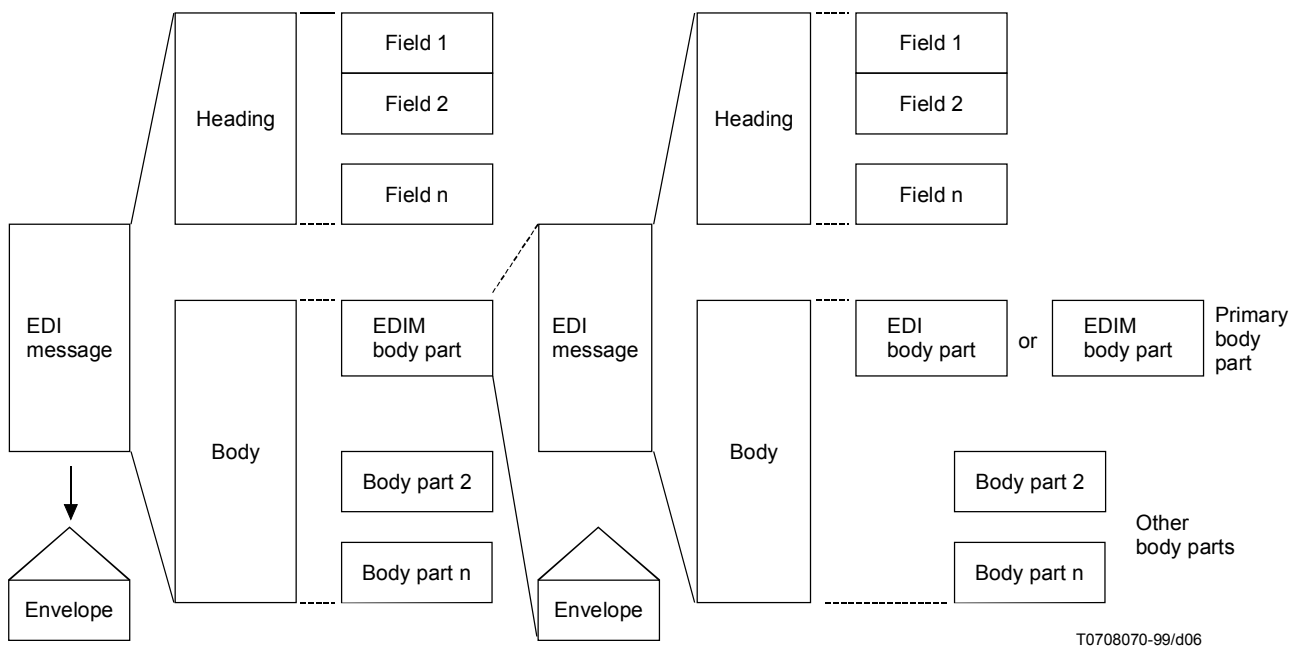 Field 1
Field 2
Heading
Field n
EDI
message
EDIM
body part
Body
Body part 2
Body part n
Envelope
Field 1
Field 2
Heading
Field n
EDI
message
EDI
body part
or
EDIM
body part
Primary
body
part
Body
Body part 2
Other
body parts
Body part n
Envelope
T0708070-99/d06